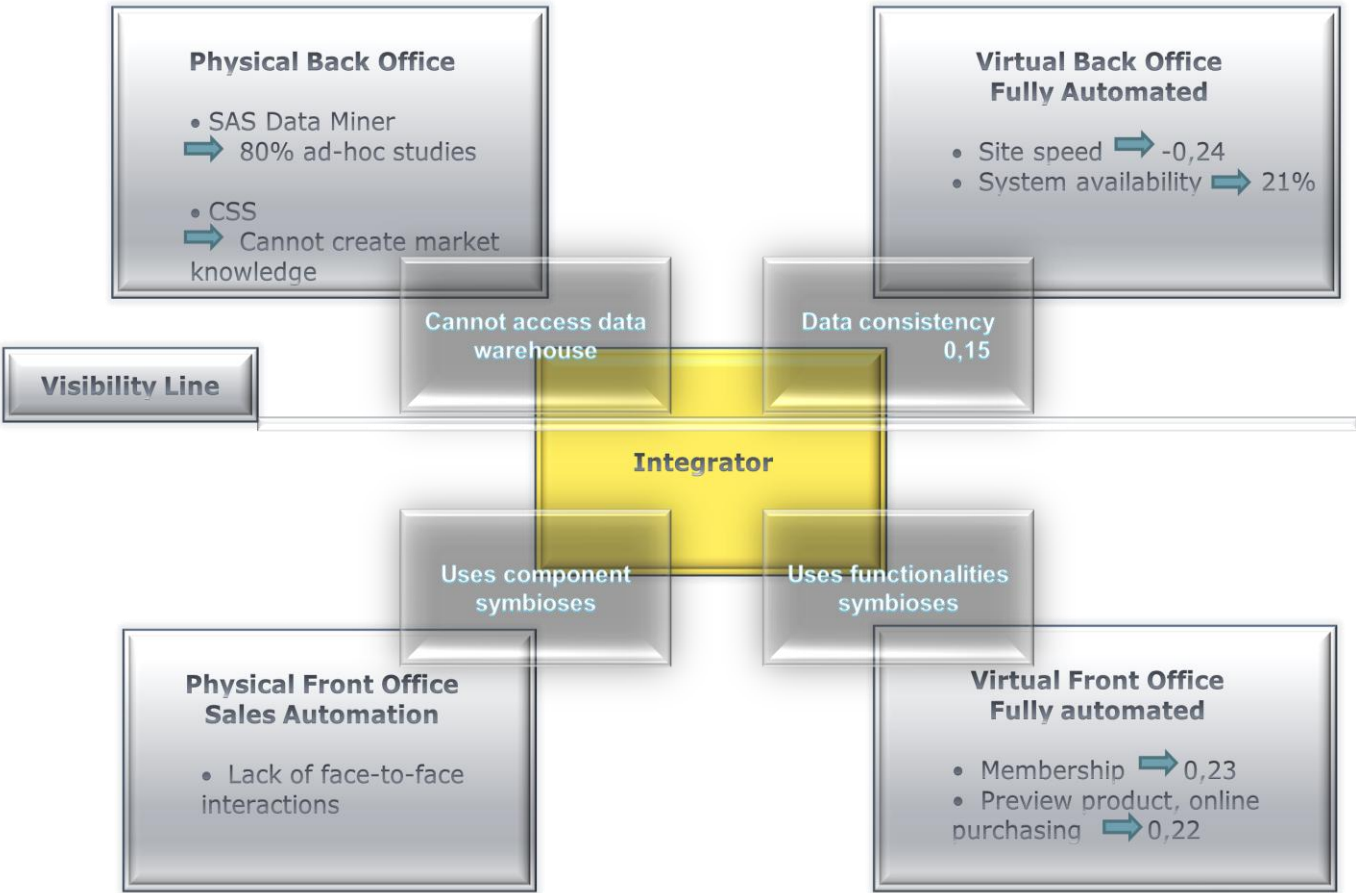 Physical Back Office
• SAS Data Miner
80% ad-hoc studies
• CSS
Cannot create market
knowledge
Virtual Back Office
Fully Automated
• Site speed -0,24
• System availability 21%
Cannot access data
warehouse
Data consistency
0,15
Visibility Line
Integrator
Uses component
symbioses
Uses functionalities
symbioses
Physical Front Office
Sales Automation
• Lack of face-to-face
interactions
Virtual Front Office
Fully automated
• Membership 0,23
• Preview product, online
purchasing 0,22